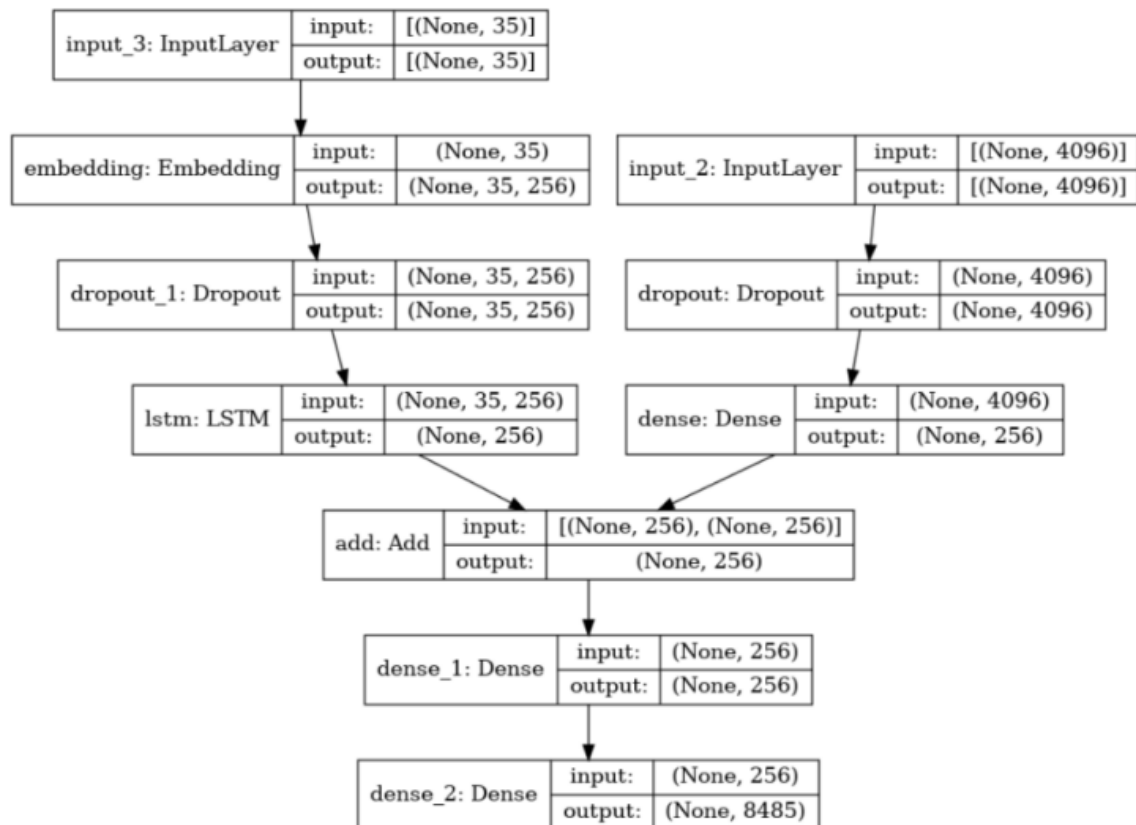 input_3: InputLayer
input: [(None, 35)]
output: [(None, 35)]
embedding: Embedding
input: (None, 35)
output: (None, 35, 256)
input_2: InputLayer
input: [(None, 4096)]
output: [(None, 4096)]
dropout_1: Dropout
input: (None, 35, 256)
output: (None, 35, 256)
dropout: Dropout
input: (None, 4096)
output: (None, 4096)
lstm: LSTM
input: (None, 35, 256)
output: (None, 256)
dense: Dense
input: (None, 4096)
output: (None, 256)
add: Add
input: [(None, 256), (None, 256)]
output: (None, 256)
dense_1: Dense
input: (None, 256)
output: (None, 256)
dense_2: Dense
input: (None, 256)
output: (None, 8485)